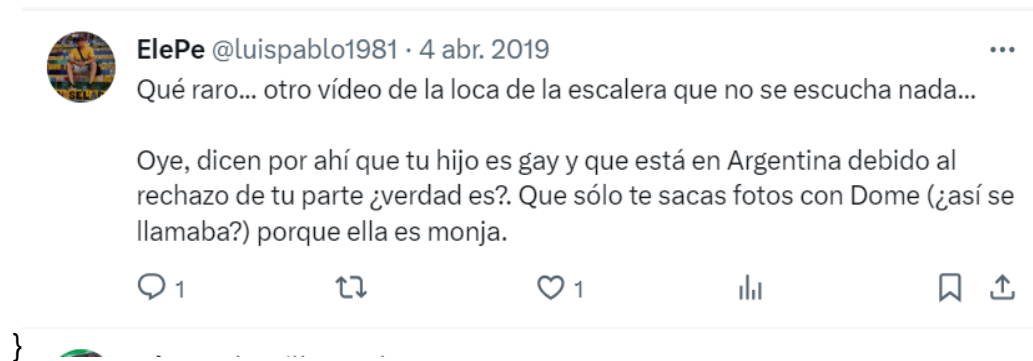 ElePe @luispablo1981 · 4 abr. 2019
Qué raro... otro vídeo de la loca de la escalera que no se escucha nada...
Oye, dicen por ahí que tu hijo es gay y que está en Argentina debido al
rechazo de tu parte ¿verdad es?. Que sólo te sacas fotos con Dome (¿así se
llamaba?) porque ella es monja.
1 1
}